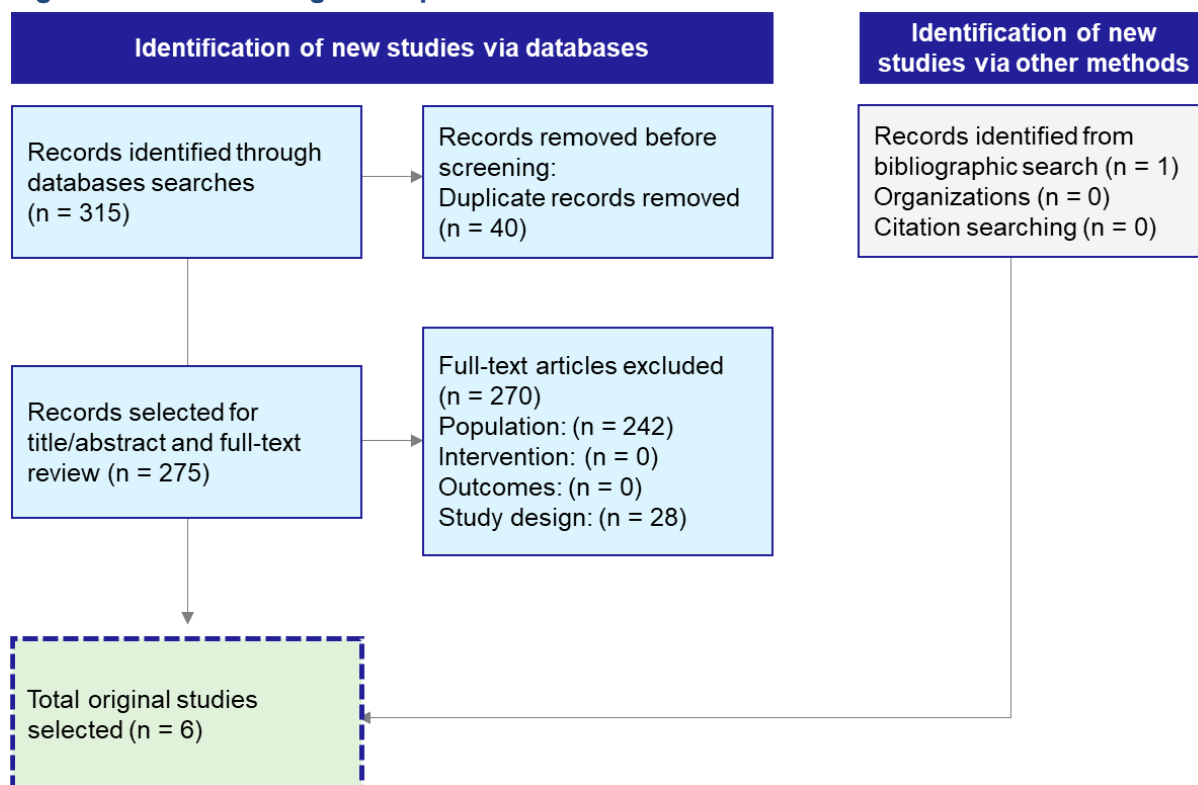 Identification of new studies via databases
Identification of new
studies via other methods
Records identified through
databases searches
(n = 315)
Records removed before
screening:
Duplicate records removed
(n = 40)
Records identified from
bibliographic search (n = 1)
Organizations (n = 0)
Citation searching (n = 0)
Records selected for
title/abstract and full-text
review (n = 275)
Full-text articles excluded
(n = 270)
Population: (n = 242)
Intervention: (n = 0)
Outcomes: (n = 0)
Study design: (n = 28)
Total original studies
selected (n = 6)